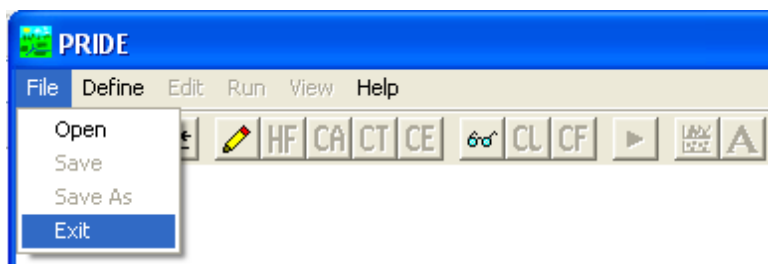 PRIDE
File Define Edit Run View Help
Open
HF CA CT CE CL CF A
Save
Save As
Exit